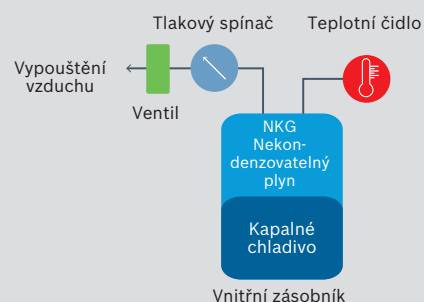 Tlakový spínač
Teplotní čidlo
Vypouštění
vzduchu
Ventil
NKG
Nekon-
denzovatelný
plyn
Kapalné
chladivo
Vnitřní zásobník